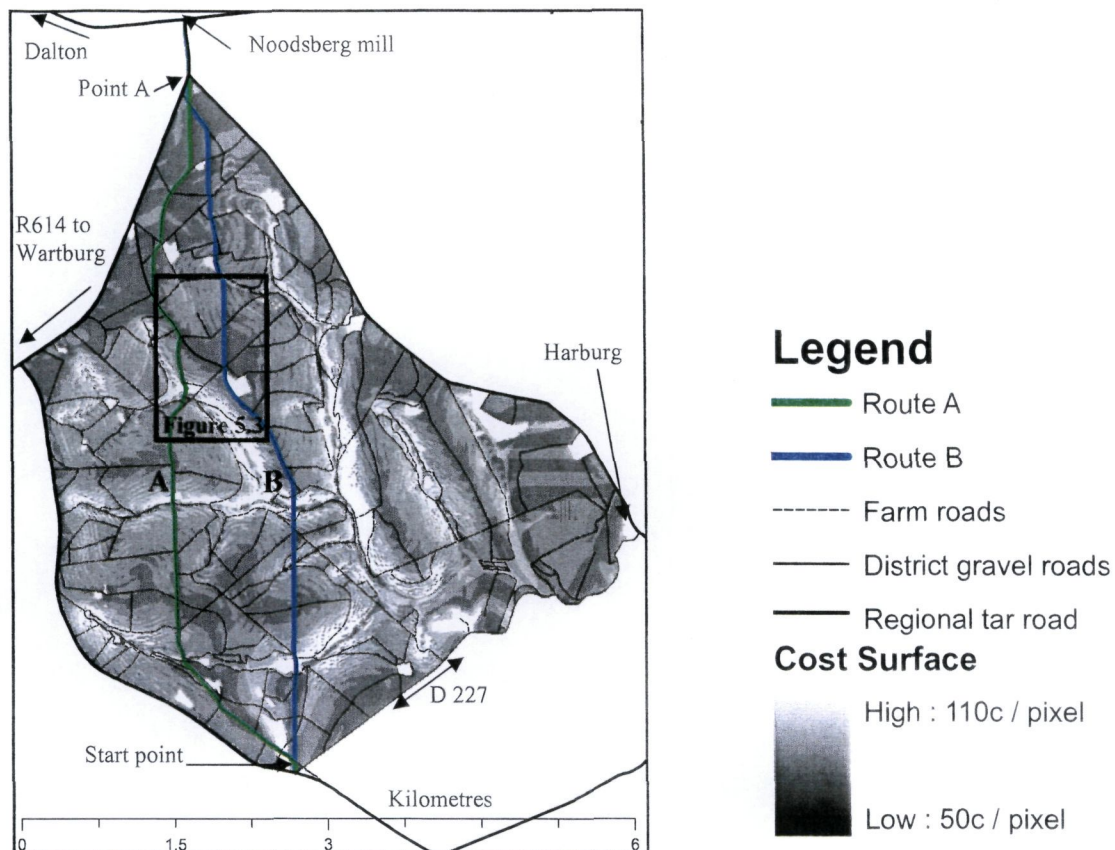 Dalton
Noodsberg mill
Point A
R614 to
Wartburg
Harburg
Figure 5.3
A
B
D 227
Start point
Kilometres
0
1.5
3
6
Legend
Route A
Route B
Farm roads
District gravel roads
Regional tar road
Cost Surface
High : 110c / pixel
Low : 50c / pixel